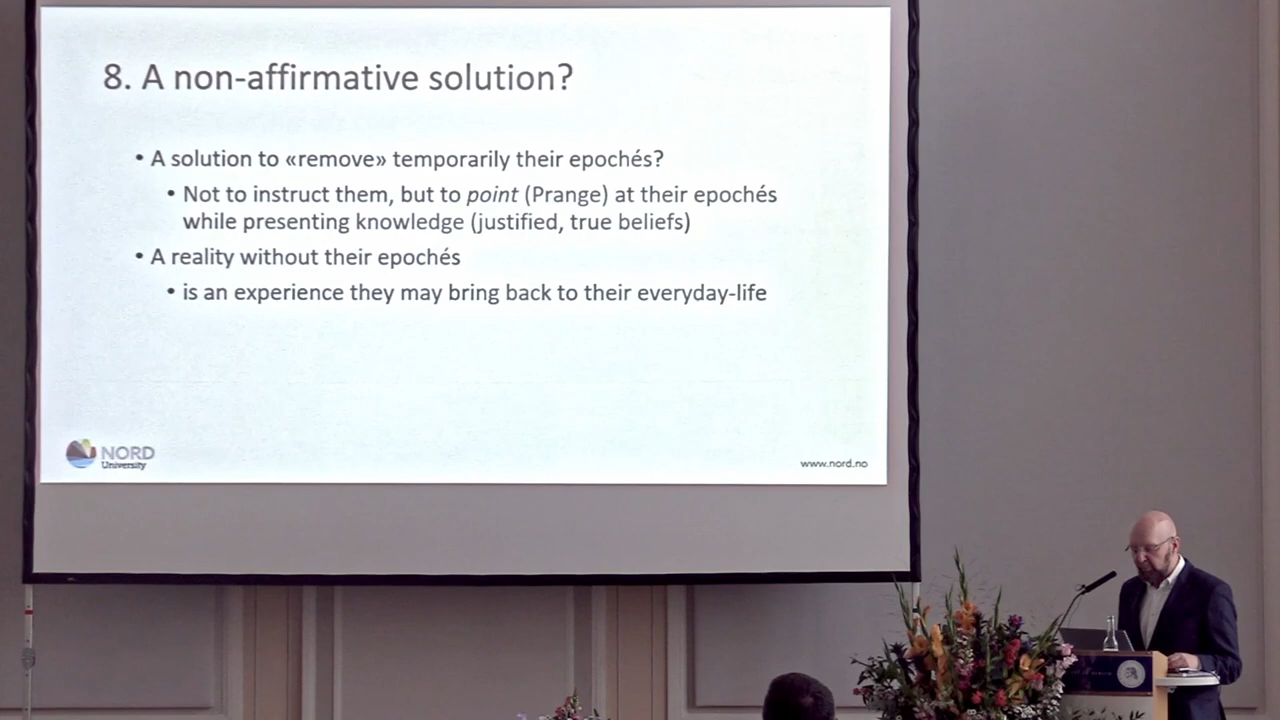 8. A non-affirmative solution?
• A solution to «remove» temporarily their epochés?
• Not to instruct them, but to point (Prange) at their epochés
while presenting knowledge (justified, true beliefs)
• A reality without their epochés
• is an experience they may bring back to their everyday-life
NORD
University
www.nord.no